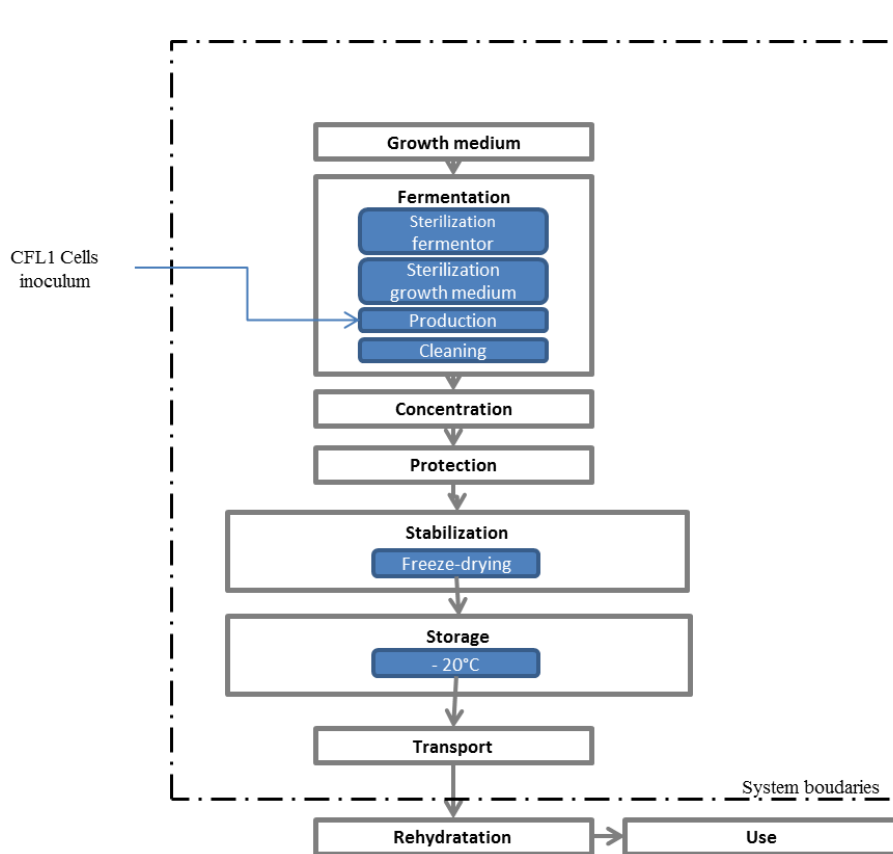 Growth medium
Fermentation
Sterilization
fermentor
Sterilization
growth medium
CFL1 Cells
inoculum
Production
Cleaning
Concentration
Protection
Stabilization
Freeze-drying
Storage
- 20°C
Transport
System boudaries
Rehydratation
Use